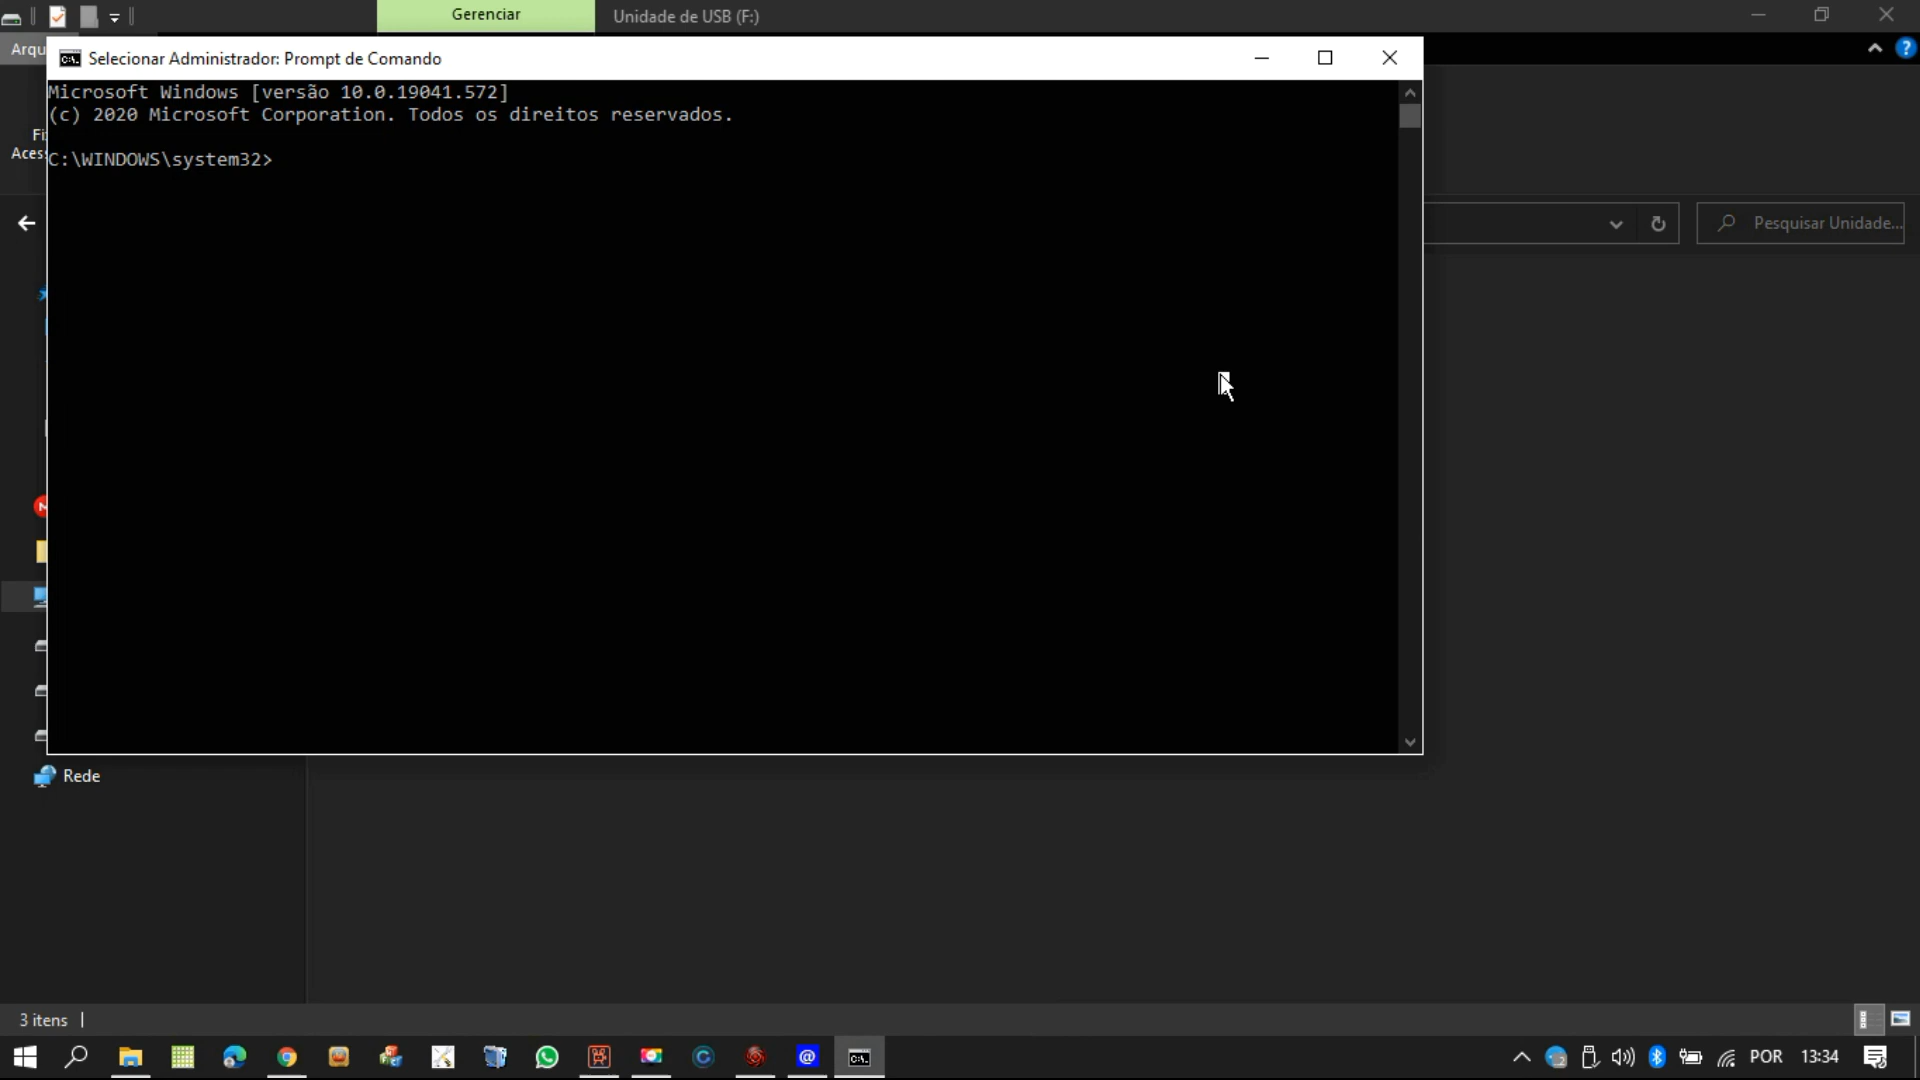 Gerenciar
Unidade de USB (F:)
Arqu
Selecionar Administrador: Prompt de Comando
Microsoft Windows [versão 10.0.19041.572]
(c) 2020 Microsoft Corporation. Todos os direitos reservados.
Fi
Aces
C:\WINDOWS\system32>
Pesquisar Unidade...
Rede
3 itens
POR
13:34